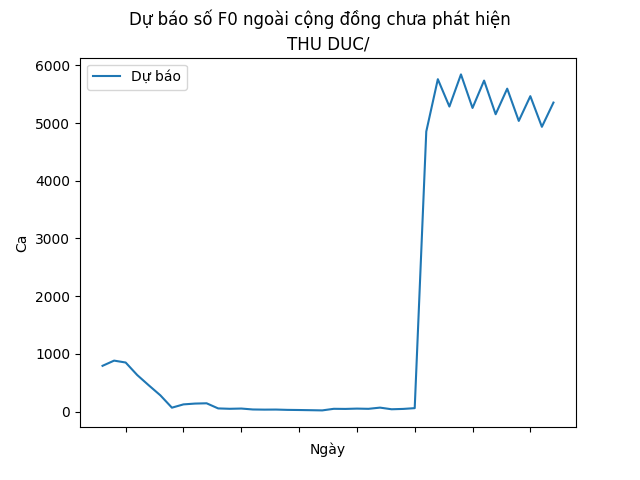 Dự báo số F0 ngoài cộng đồng chưa phát hiện
THU DUC/
Dự báo
6000
5000
4000
3000
2000
1000
0
Ca
Ngày